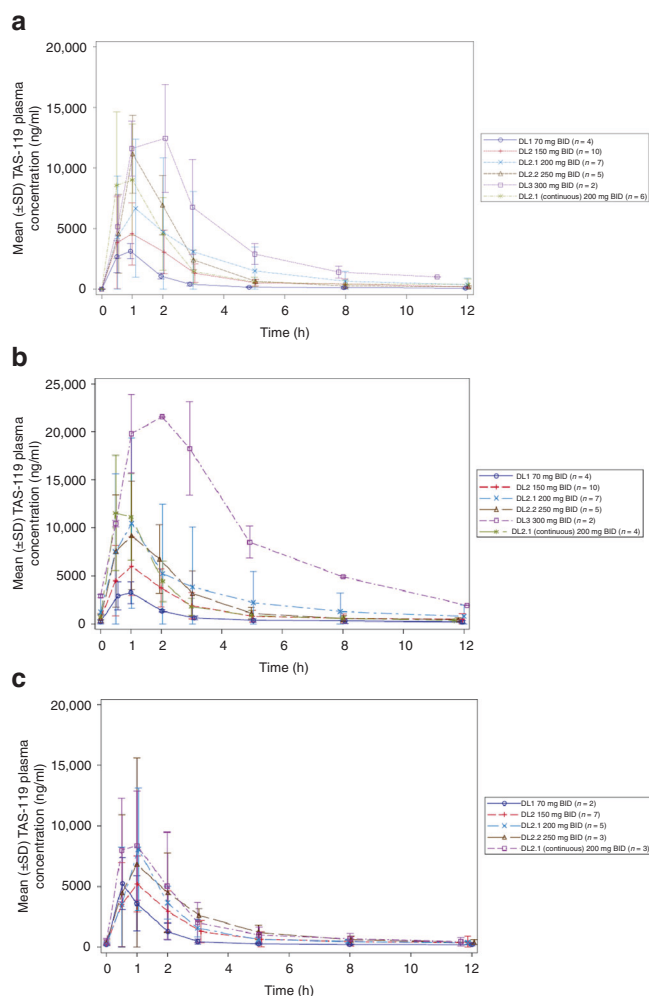 a
20,000
15,000
10,000
5000
0
Mean (±SD) TAS-119 plasma
concentration (ng/ml)
0 1 2 4 6 8 10 12
Time (h)
DL1 70 mg BID (n = 4)
DL2 150 mg BID (n = 10)
DL2.1 200 mg BID (n = 7)
DL2.2 250 mg BID (n = 5)
DL3 300 mg BID (n = 2)
DL2.1 (continuous) 200 mg BID (n = 6)
b
25,000
20,000
15,000
10,000
5000
0
Mean (±SD) TAS-119 plasma
concentration (ng/ml)
0 1 2 4 6 8 10 12
Time (h)
DL1 70 mg BID (n = 4)
DL2 150 mg BID (n = 10)
DL2.1 200 mg BID (n = 7)
DL2.2 250 mg BID (n = 5)
DL3 300 mg BID (n = 2)
DL2.1 (continuous) 200 mg BID (n = 4)
c
20,000
15,000
10,000
5000
0
Mean (±SD) TAS-119 plasma
concentration (ng/ml)
0 1 2 4 6 8 10 12
Time (h)
DL1 70 mg BID (n = 2)
DL2 150 mg BID (n = 7)
DL2.1 200 mg BID (n = 5)
DL2.2 250 mg BID (n = 3)
DL2.1 (continuous) 200 mg BID (n = 3)